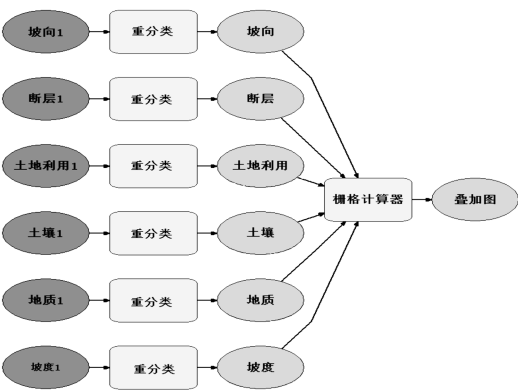 坡向1 重分类 坡向
断层1 重分类 断层
土地利用1 重分类 土地利用
栅格计算器 叠加图
土壤1 重分类 土壤
地质1 重分类 地质
坡度1 重分类 坡度